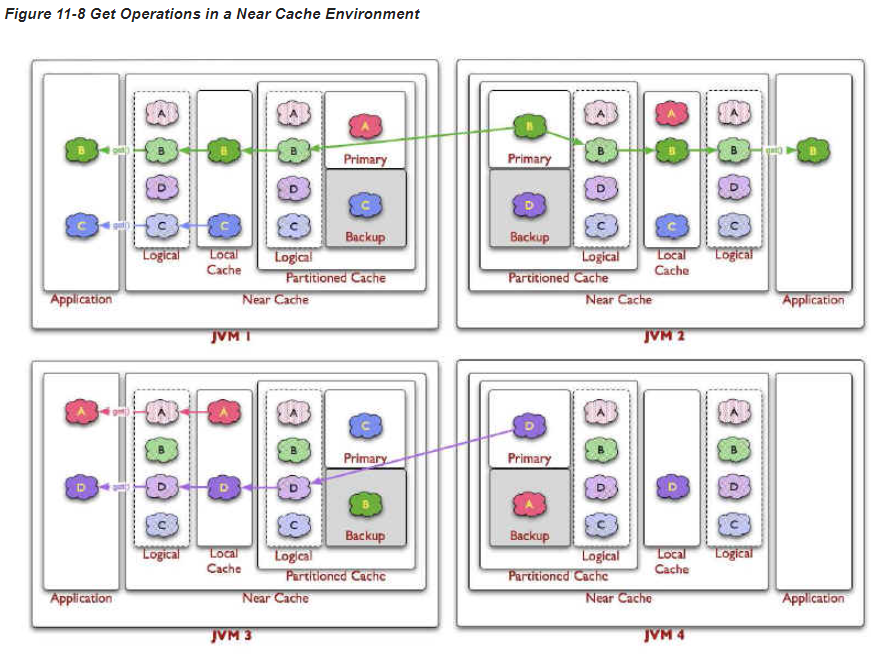 Figure 11-8 Get Operations in a Near Cache Environment
A A A
B get() B B B
Primary
D D
C
C get() C C C
Backup
Logical Local Logical
Cache
Partitioned Cache
Application Near Cache
JVM 1
A A A
B
B B B get() B
Primary
D D
D
C C C
Backup
Logical Local Logical
Cache
Partitioned Cache
Near Cache Application
JVM 2
A get() A A A
C
B B
Primary
D get() D D D
B
C C
Backup
Logical Local Logical
Cache
Partitioned Cache
Application Near Cache
JVM 3
A A
D
B B
Primary
D D D
A
C C
Backup
Logical Local Logical
Cache
Partitioned Cache
Near Cache Application
JVM 4